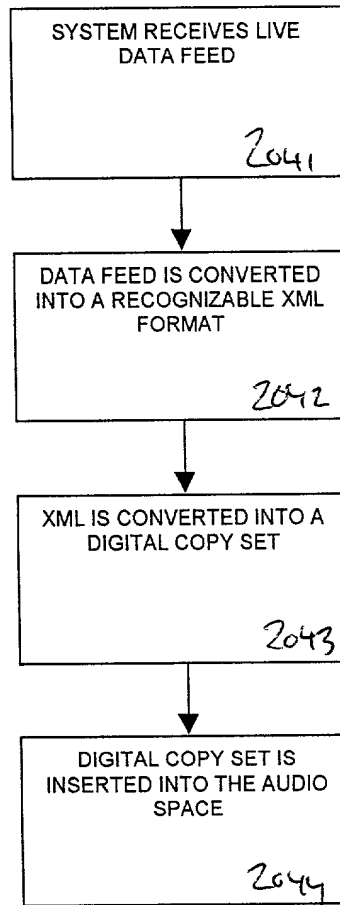 SYSTEM RECEIVES LIVE
DATA FEED
2041
DATA FEED IS CONVERTED
INTO A RECOGNIZABLE XML
FORMAT
2042
XML IS CONVERTED INTO A
DIGITAL COPY SET
2043
DIGITAL COPY SET IS
INSERTED INTO THE AUDIO
SPACE
2044